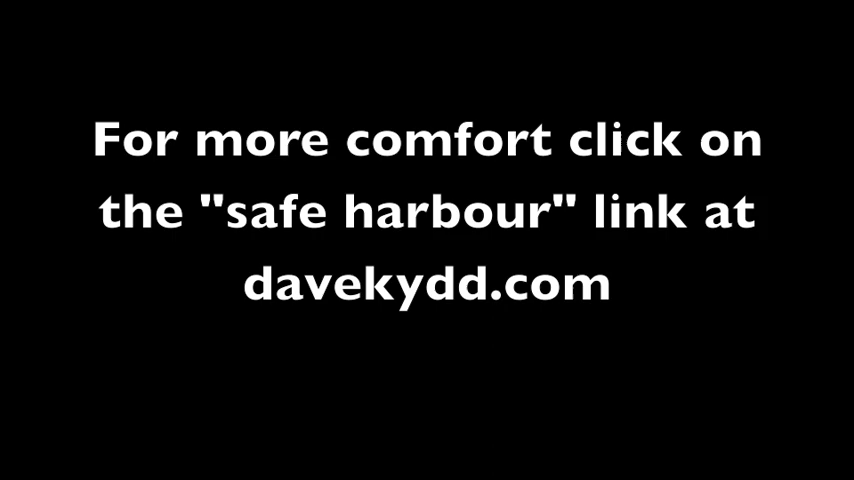 For more comfort click on
the "safe harbour" link at
davekydd.com